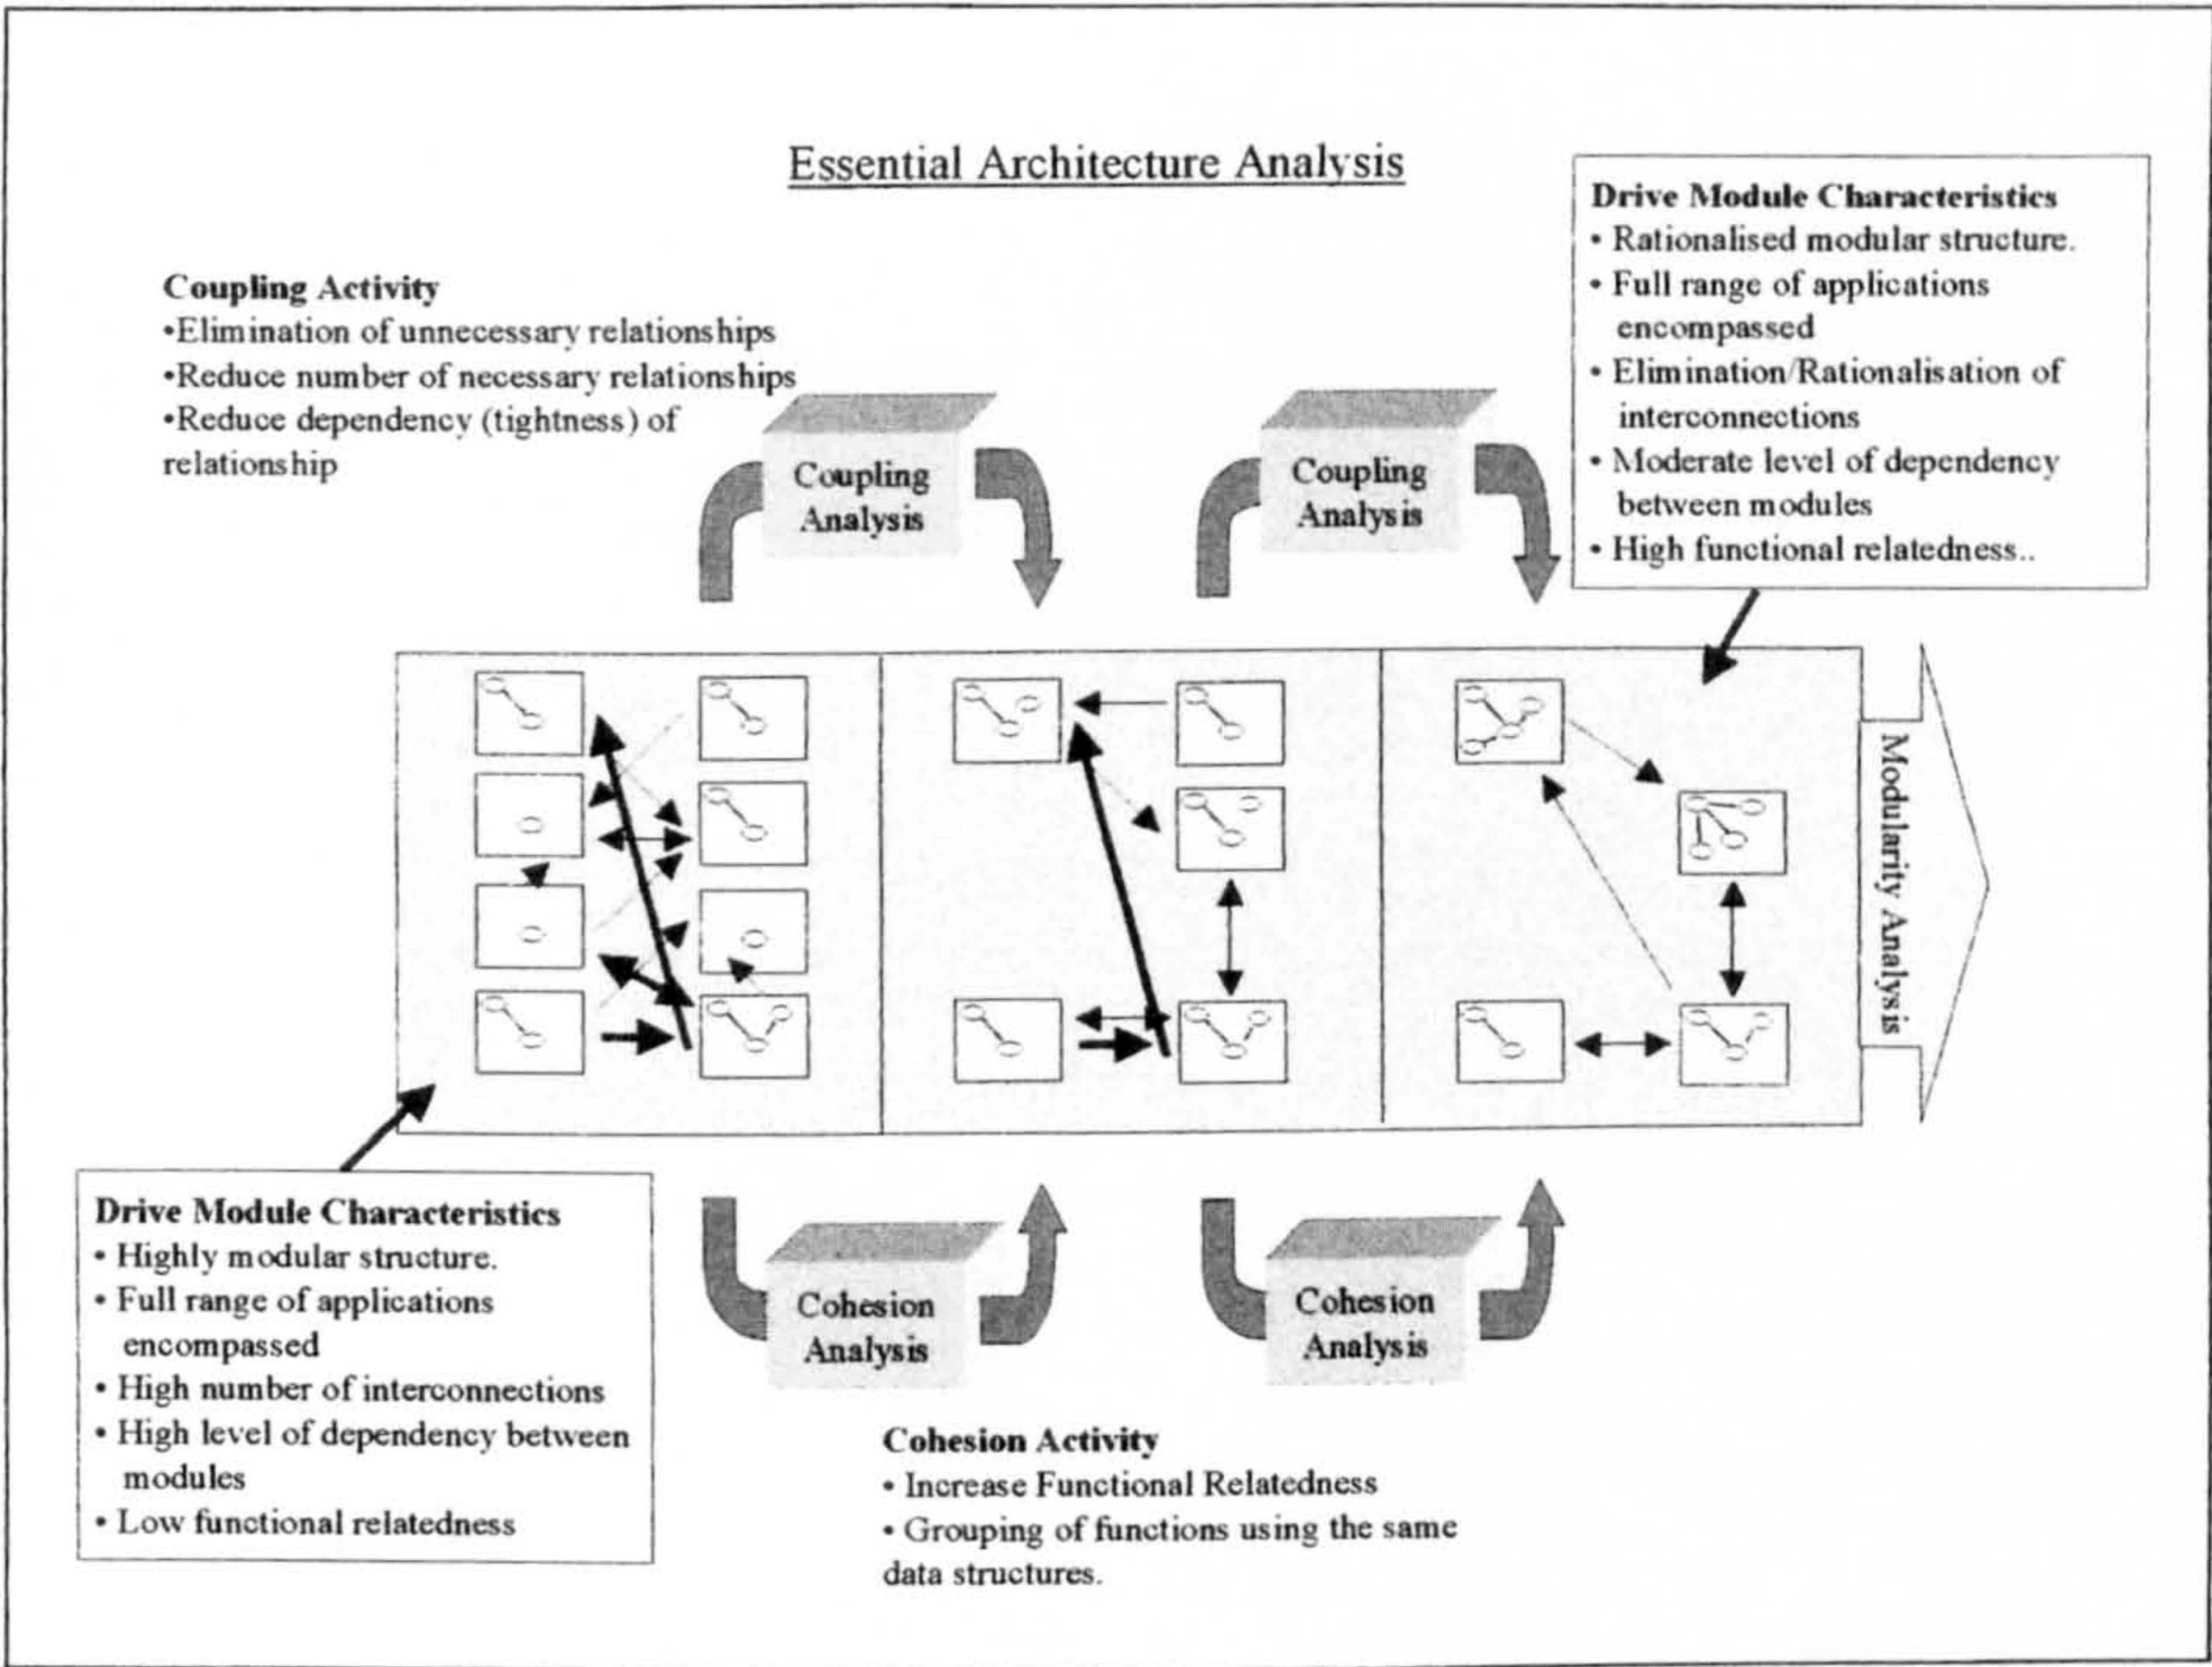 Essential Architecture Analysis
Coupling Activity
•Elimination of unnecessary relationships
•Reduce number of necessary relationships
•Reduce dependency (tightness) of
relationship
Coupling
Analysis
Coupling
Analysis
Drive Module Characteristics
• Rationalised modular structure.
• Full range of applications
encompassed
• Elimination/Rationalisation of
interconnections
• Moderate level of dependency
between modules
• High functional relatedness..
Modularity Analysis
Drive Module Characteristics
• Highly modular structure.
• Full range of applications
encompassed
• High number of interconnections
• High level of dependency between
modules
• Low functional relatedness
Cohesion
Analysis
Cohesion
Analysis
Cohesion Activity
• Increase Functional Relatedness
• Grouping of functions using the same
data structures.